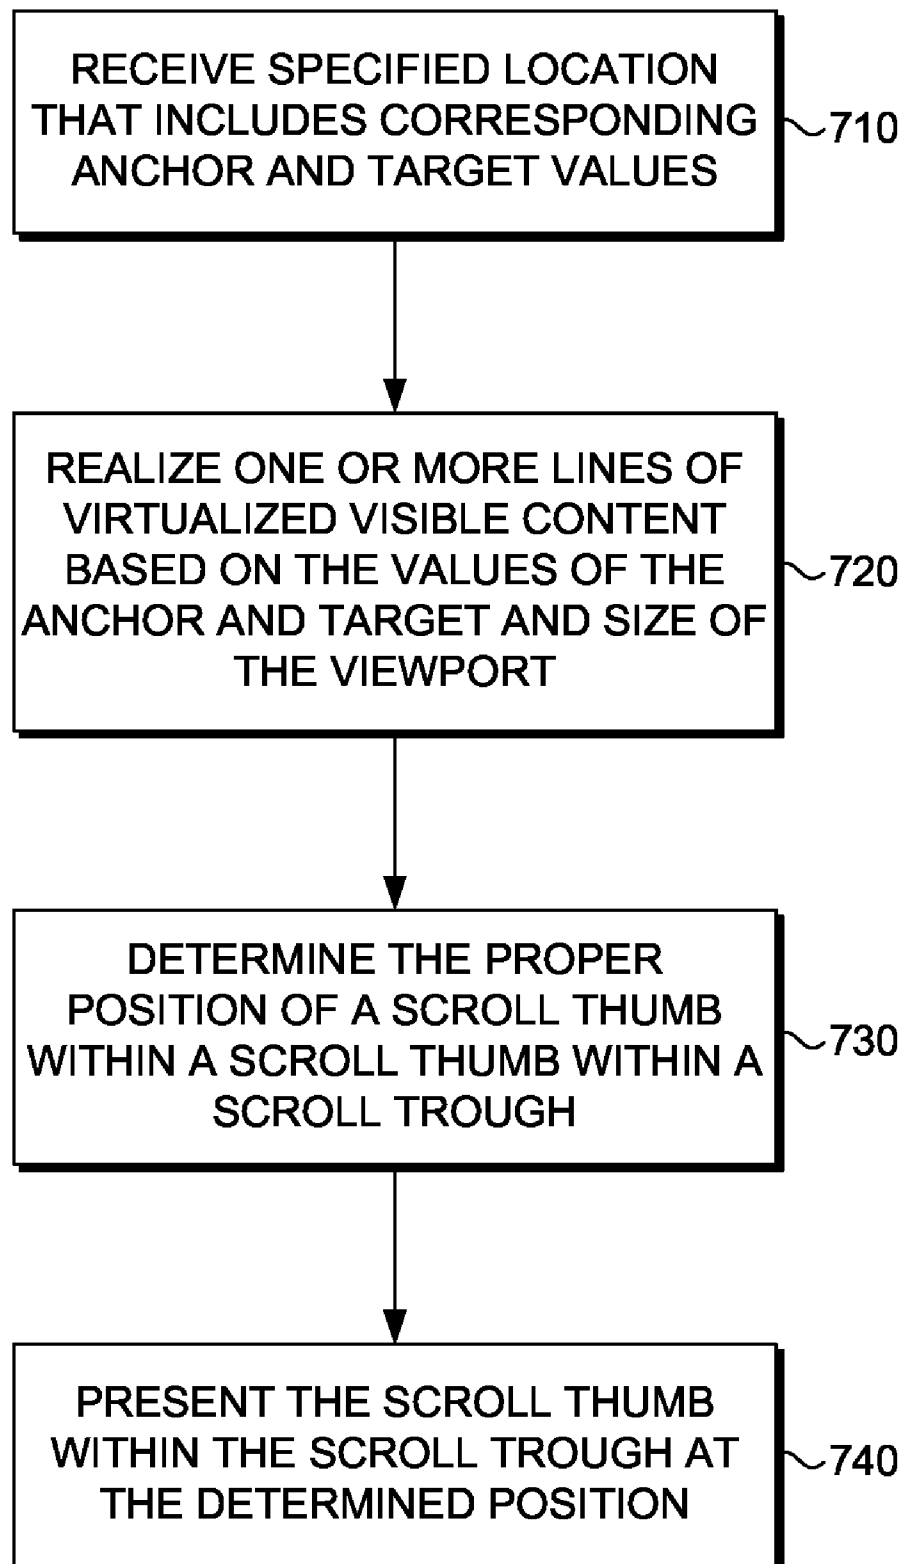 RECEIVE SPECIFIED LOCATION
THAT INCLUDES CORRESPONDING
ANCHOR AND TARGET VALUES
710
REALIZE ONE OR MORE LINES OF
VIRTUALIZED VISIBLE CONTENT
BASED ON THE VALUES OF THE
ANCHOR AND TARGET AND SIZE OF
THE VIEWPORT
720
DETERMINE THE PROPER
POSITION OF A SCROLL THUMB
WITHIN A SCROLL THUMB WITHIN A
SCROLL TROUGH
730
PRESENT THE SCROLL THUMB
WITHIN THE SCROLL TROUGH AT
THE DETERMINED POSITION
740